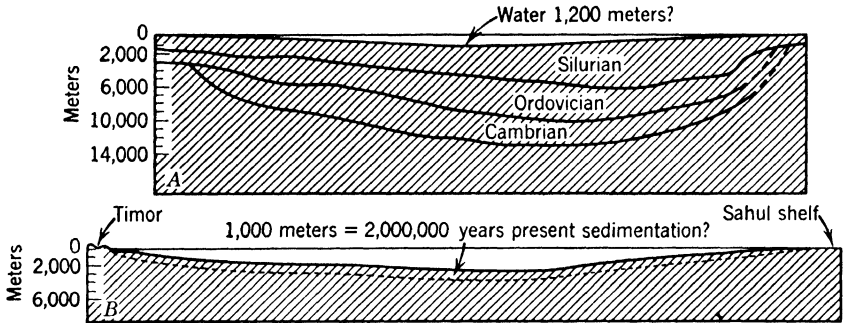 Water 1,200 meters?
0
2,000
6,000
10,000
14,000
Meters
Silurian
Ordovician
Cambrian
A
Timor
Sahul shelf
1,000 meters = 2,000,000 years present sedimentation?
0
2,000
6,000
Meters
B